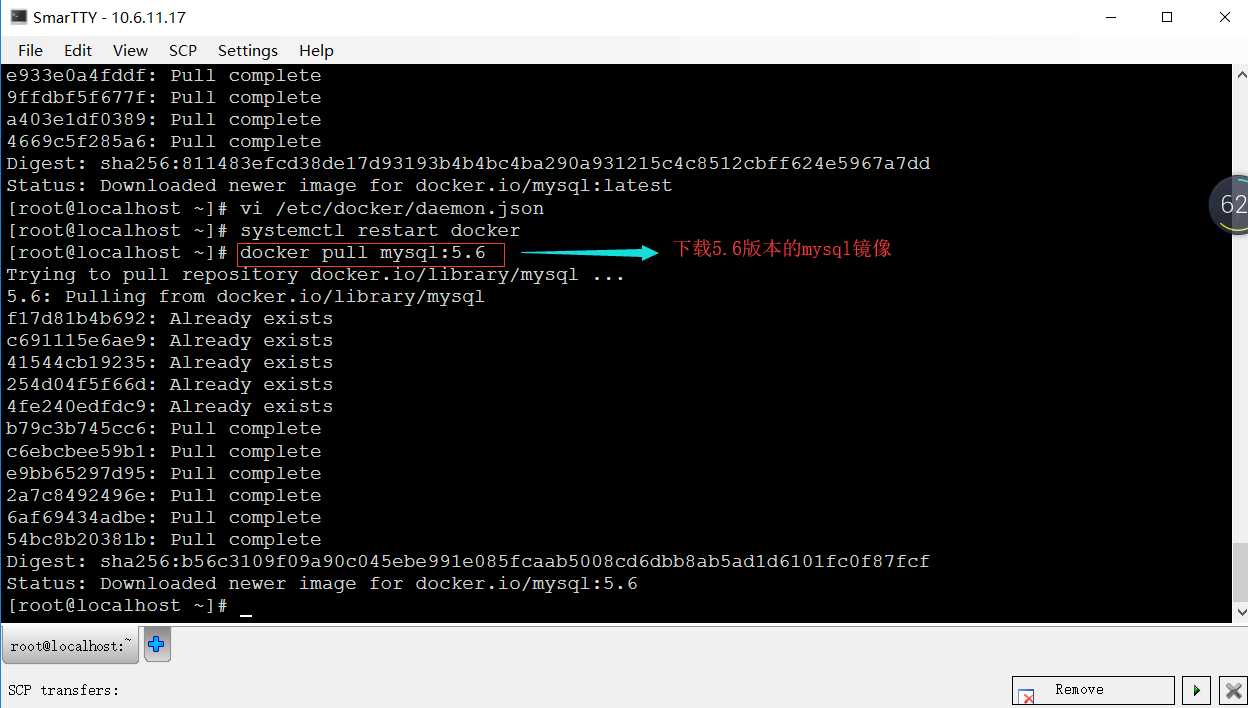 SmarTTY - 10.6.11.17
File Edit View SCP Settings Help
e933e0a4fddf: Pull complete
9ffdbf5f677f: Pull complete
a403e1df0389: Pull complete
4669c5f285a6: Pull complete
Digest: sha256:811483efcd38de17d93193b4b4bc4ba290a931215c4c8512cbff624e5967a7dd
Status: Downloaded newer image for docker.io/mysql:latest
[root@localhost ~]# vi /etc/docker/daemon.json
[root@localhost ~]# systemctl restart docker
[root@localhost ~]# docker pull mysql:5.6 下载5.6版本的mysql镜像
Trying to pull repository docker.io/library/mysql ...
5.6: Pulling from docker.io/library/mysql
f17d81b4b692: Already exists
c691115e6ae9: Already exists
41544cb19235: Already exists
254d04f5f66d: Already exists
4fe240edfdc9: Already exists
b79c3b745cc6: Pull complete
c6ebcbee59b1: Pull complete
e9bb65297d95: Pull complete
2a7c8492496e: Pull complete
6af69434adbe: Pull complete
54bc8b20381b: Pull complete
Digest: sha256:b56c3109f09a90c045ebe991e085fcaab5008cd6dbb8ab5ad1d6101fc0f87fcf
Status: Downloaded newer image for docker.io/mysql:5.6
[root@localhost ~]# _
62
root@localhost:~
SCP transfers:
Remove